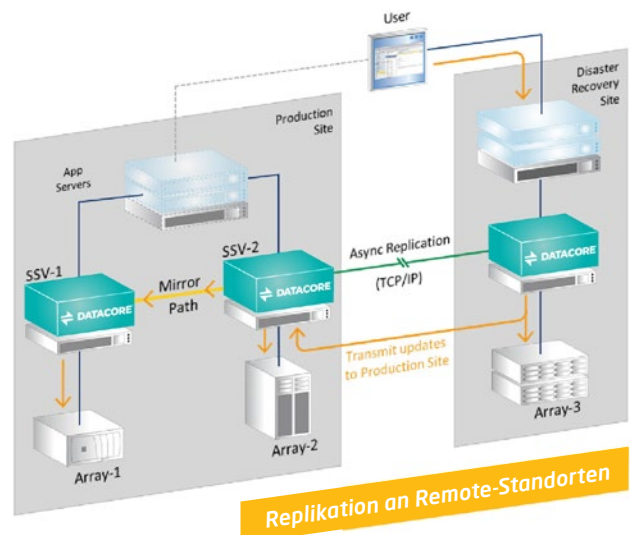 User
Disaster
Recovery
Site
Production
Site
App
Servers
SSV-1
SSV-2
Mirror
Path
Async Replication
(TCP/IP)
DATACORE
DATACORE
DATACORE
Transmit updates
to Production Site
Array-1
Array-2
Array-3
Replikation an Remote-Standorten